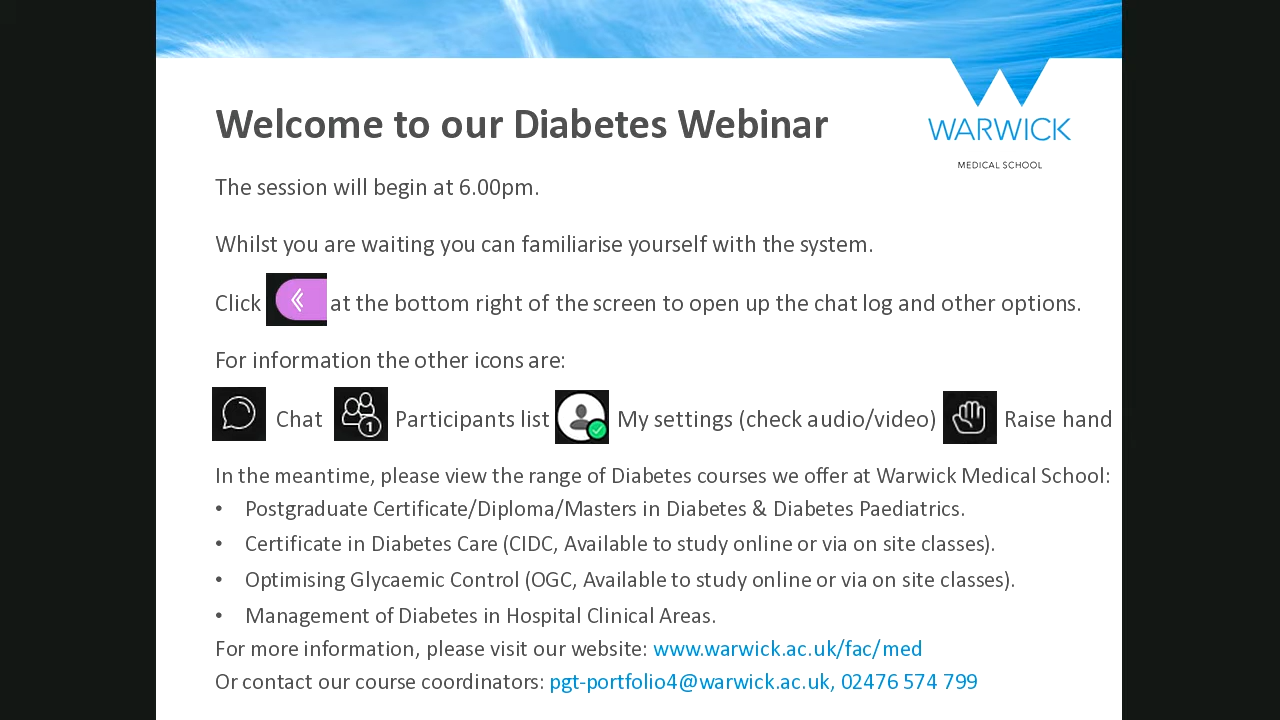 Welcome to our Diabetes Webinar
WARWICK
MEDICAL SCHOOL
The session will begin at 6.00pm.
Whilst you are waiting you can familiarise yourself with the system.
Click at the bottom right of the screen to open up the chat log and other options.
For information the other icons are:
Chat 1 Participants list My settings (check audio/video) Raise hand
In the meantime, please view the range of Diabetes courses we offer at Warwick Medical School:
• Postgraduate Certificate/Diploma/Masters in Diabetes & Diabetes Paediatrics.
• Certificate in Diabetes Care (CIDC, Available to study online or via on site classes).
• Optimising Glycaemic Control (OGC, Available to study online or via on site classes).
• Management of Diabetes in Hospital Clinical Areas.
For more information, please visit our website: www.warwick.ac.uk/fac/med
Or contact our course coordinators: pgt-portfolio4@warwick.ac.uk, 02476 574 799